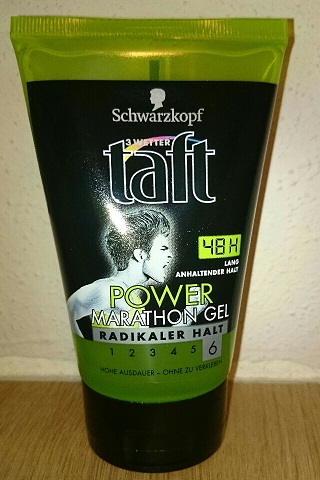 Schwarzkopf
3 WETTER
taft
48H
LANG
ANHALTENDER HALT
POWER
MARATHON GEL
RADIKALER HALT
1 2 3 4 5 6
HOHE AUSDAUER – OHNE ZU VERKLEBEN